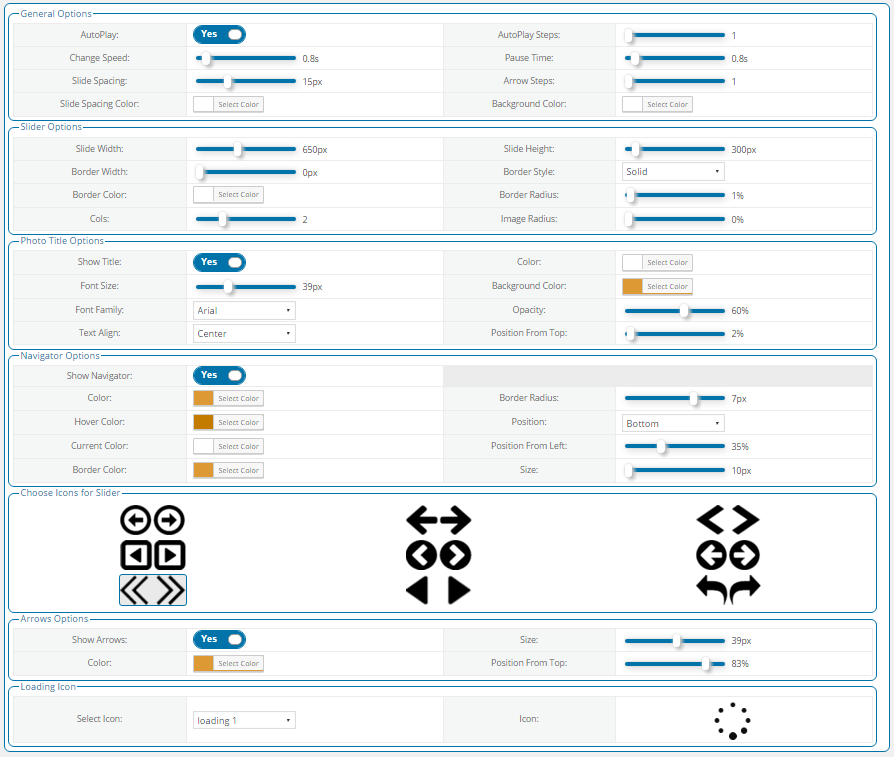 General Options
AutoPlay: Yes AutoPlay Steps: 1
Change Speed: 0.8s Pause Time: 0.8s
Slide Spacing: 15px Arrow Steps: 1
Slide Spacing Color: Select Color Background Color: Select Color
Slider Options
Slide Width: 650px Slide Height: 300px
Border Width: 0px Border Style: Solid
Border Color: Select Color Border Radius: 1%
Cols: 2 Image Radius: 0%
Photo Title Options
Show Title: Yes Color: Select Color
Font Size: 39px Background Color: Select Color
Font Family: Arial Opacity: 60%
Text Align: Center Position From Top: 2%
Navigator Options
Show Navigator: Yes
Color: Select Color Border Radius: 7px
Hover Color: Select Color Position: Bottom
Current Color: Select Color Position From Left: 35%
Border Color: Select Color Size: 10px
Choose Icons for Slider
Arrows Options
Show Arrows: Yes Size: 39px
Color: Select Color Position From Top: 83%
Loading Icon
Select Icon: loading 1 Icon: